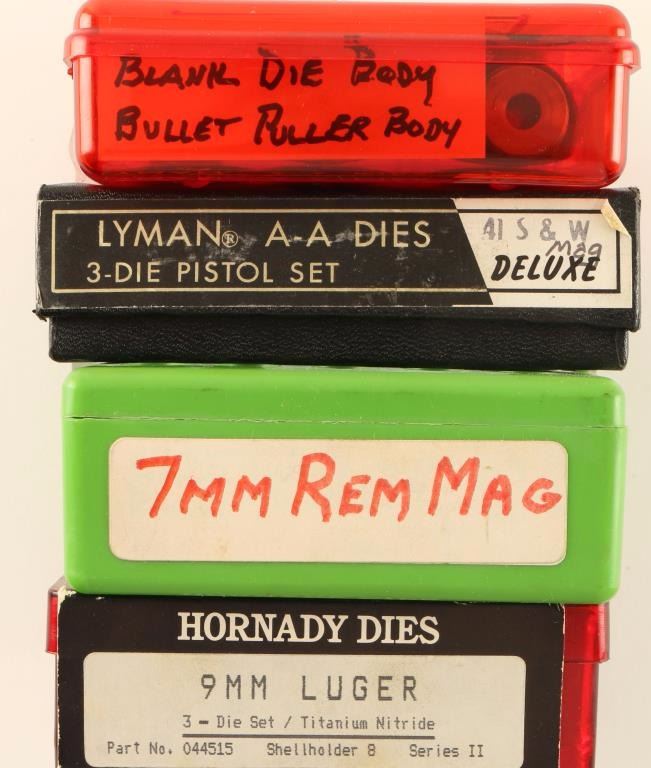 BLANK DIE BODY
BULLET PULLER BODY
LYMAN® A-A DIES
3-DIE PISTOL SET
41 S & W
Mag
DELUXE
7MM REM MAG
HORNADY DIES
9MM LUGER
3 - Die Set / Titanium Nitride
Part No. 044515 Shellholder 8 Series II